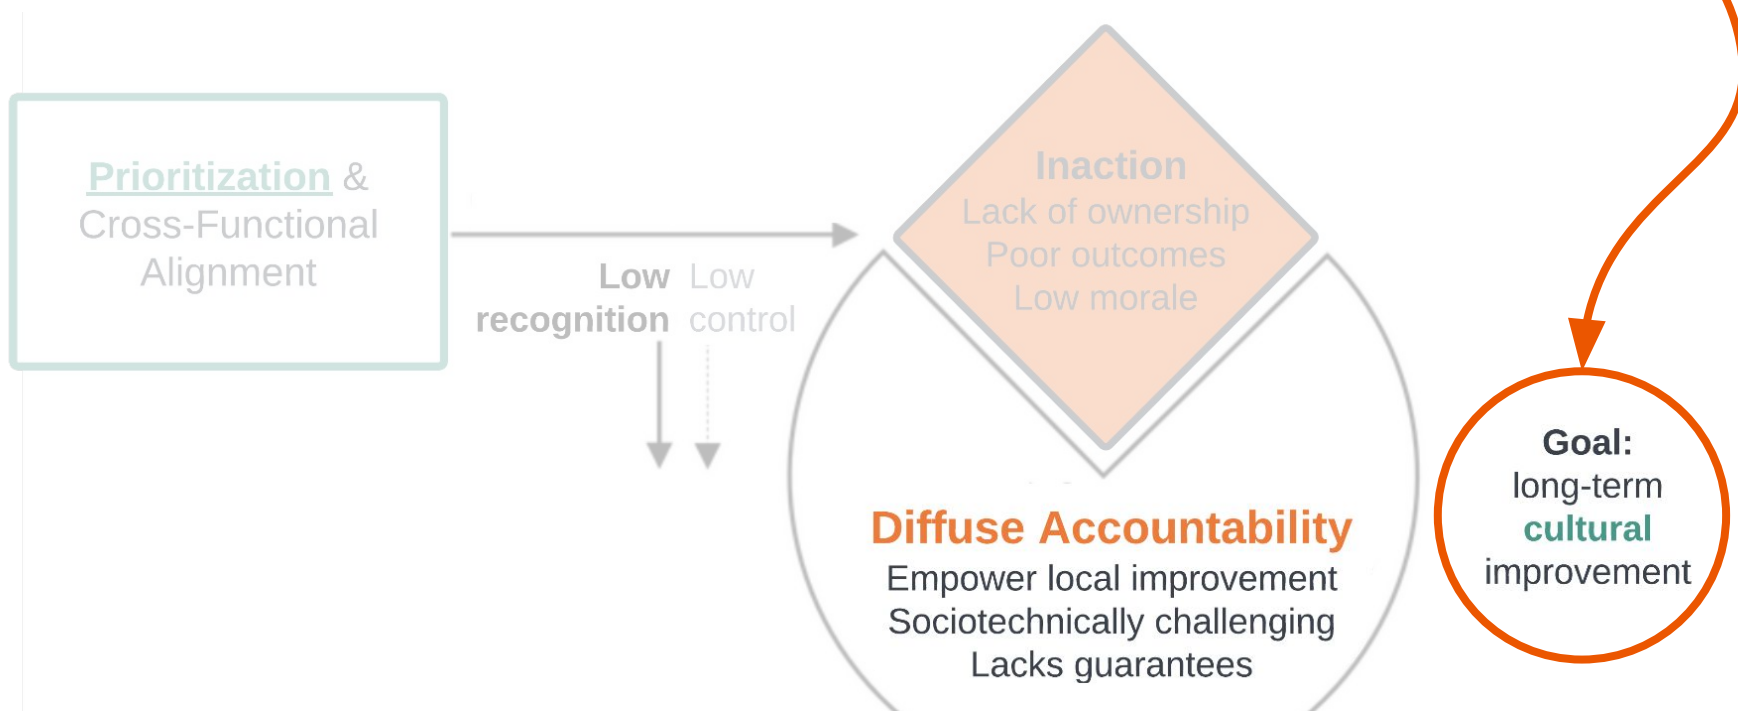 Prioritization &
Cross-Functional
Alignment
Low
recognition
Low
control
Inaction
Lack of ownership
Poor outcomes
Low morale
Diffuse Accountability
Empower local improvement
Sociotechnically challenging
Lacks guarantees
Goal:
long-term
cultural
improvement